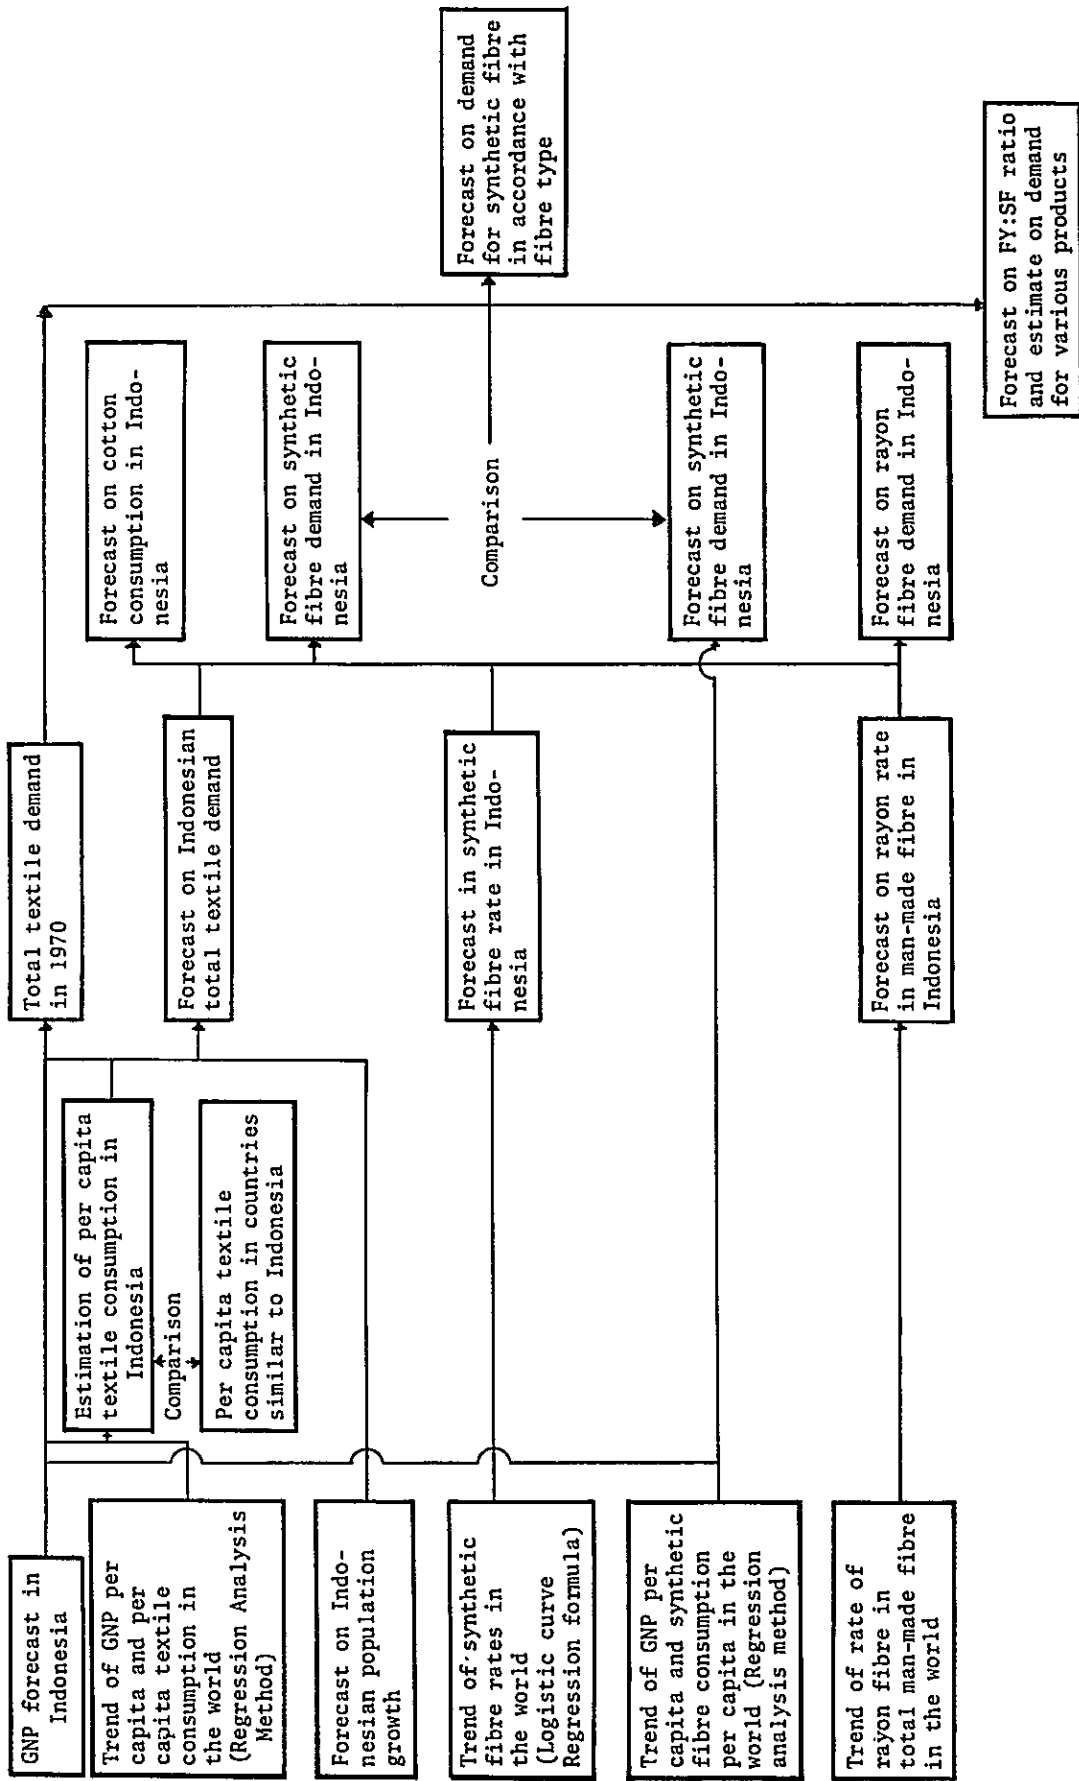 GNP forecast in
Indonesia
Trend of GNP per
capita and per
capita textile
consumption in
the world
(Regression Analysis
Method)
Forecast on Indo-
nesian population
growth
Trend of synthetic
fibre rates in
the world
(Logistic curve
Regression formula)
Trend of GNP per
capita and synthetic
fibre consumption
per capita in the
world (Regression
analysis method)
Trend of rate of
rayon fibre in
total man-made fibre
in the world
Estimation of per capita
textile consumption in
Indonesia
Comparison
Per capita textile
consumption in countries
similar to Indonesia
Total textile demand
in 1970
Forecast on Indonesian
total textile demand
Forecast in synthetic
fibre rate in Indo-
nesia
Forecast on rayon rate
in man-made fibre in
Indonesia
Forecast on cotton
consumption in Indo-
nesia
Forecast on synthetic
fibre demand in Indo-
nesia
Comparison
Forecast on synthetic
fibre demand in Indo-
nesia
Forecast on rayon
fibre demand in Indo-
nesia
Forecast on demand
for synthetic fibre
in accordance with
fibre type
Forecast on FY:SF ratio
and estimate on demand
for various products